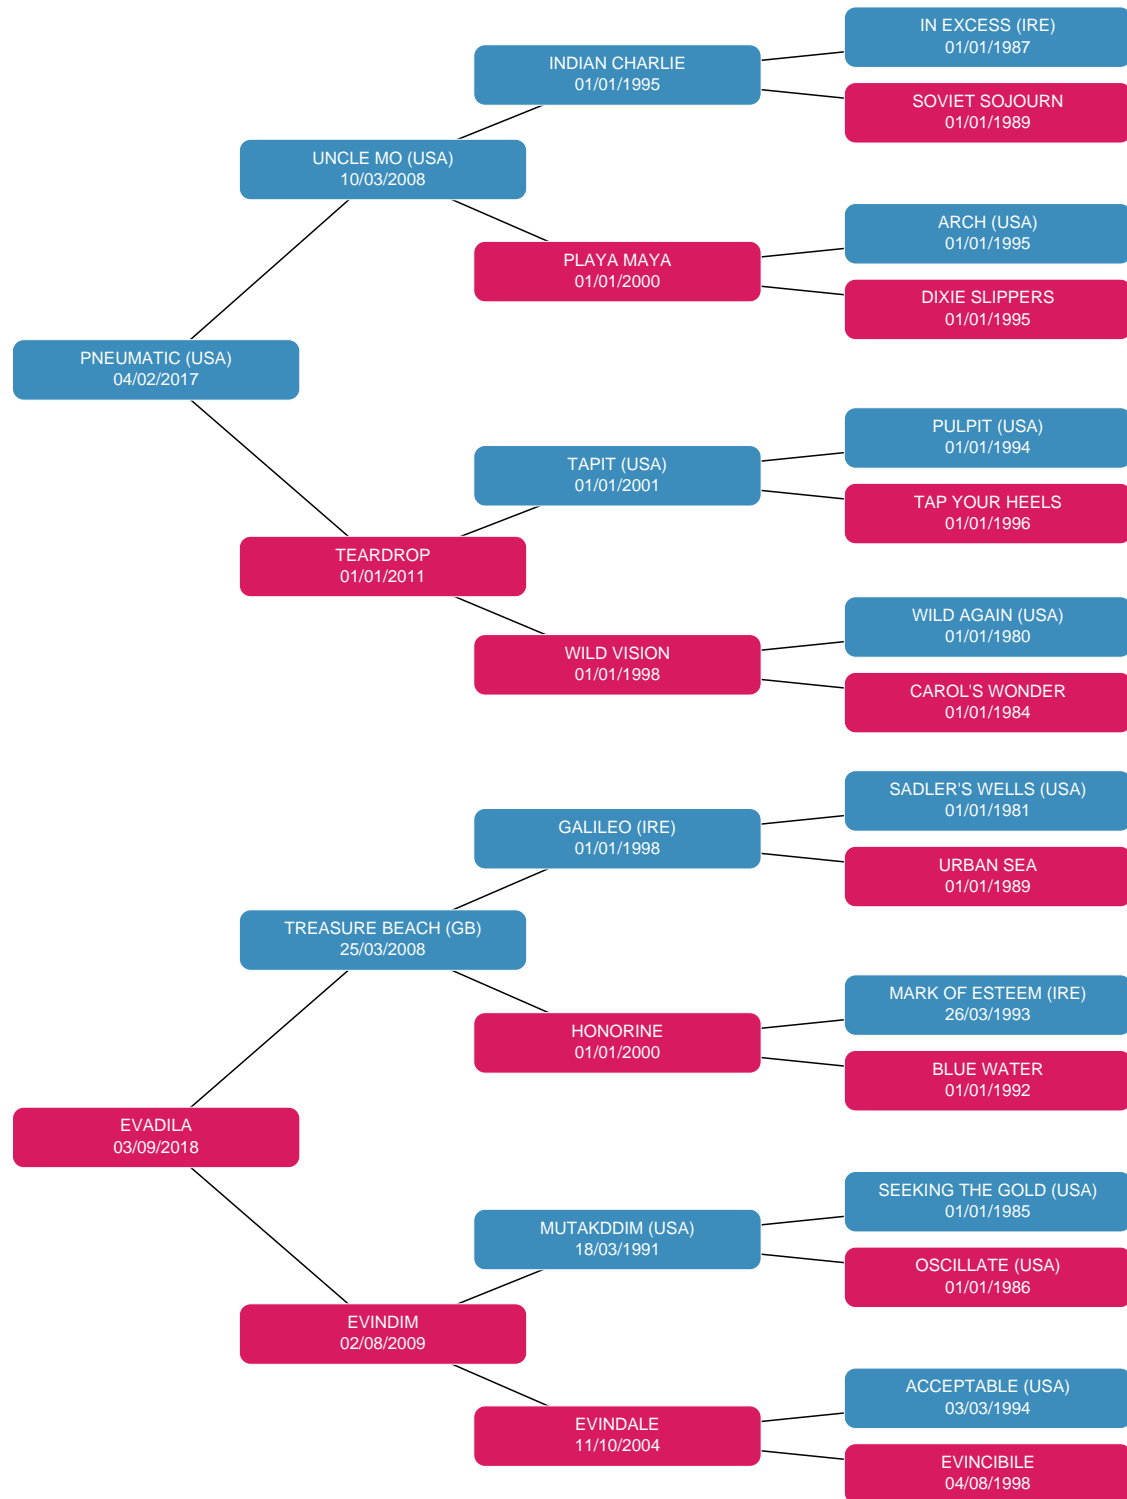 IN EXCESS (IRE)
01/01/1987
INDIAN CHARLIE
01/01/1995
SOVIET SOJOURN
01/01/1989
UNCLE MO (USA)
10/03/2008
ARCH (USA)
01/01/1995
PLAYA MAYA
01/01/2000
DIXIE SLIPPERS
01/01/1995
PNEUMATIC (USA)
04/02/2017
PULPIT (USA)
01/01/1994
TAPIT (USA)
01/01/2001
TAP YOUR HEELS
01/01/1996
TEARDROP
01/01/2011
WILD AGAIN (USA)
01/01/1980
WILD VISION
01/01/1998
CAROL'S WONDER
01/01/1984
SADLER'S WELLS (USA)
01/01/1981
GALILEO (IRE)
01/01/1998
URBAN SEA
01/01/1989
TREASURE BEACH (GB)
25/03/2008
MARK OF ESTEEM (IRE)
26/03/1993
HONORINE
01/01/2000
BLUE WATER
01/01/1992
EVADILA
03/09/2018
SEEKING THE GOLD (USA)
01/01/1985
MUTAKDDIM (USA)
18/03/1991
OSCILLATE (USA)
01/01/1986
EVINDIM
02/08/2009
ACCEPTABLE (USA)
03/03/1994
EVINDALE
11/10/2004
EVINCIBILE
04/08/1998